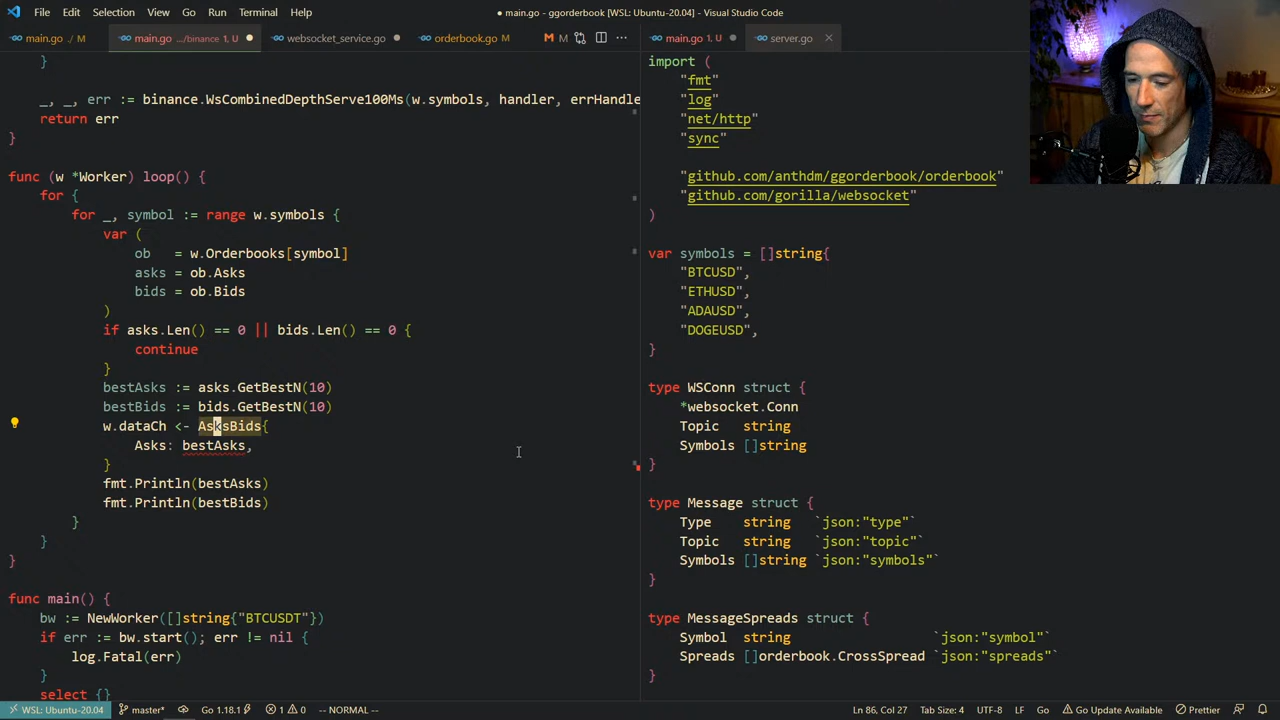 File Edit View Go Run Terminal Help
● main.go - ggorderbook [WSL: Ubuntu-20.04] - Visual Studio Code
main.go ./ M
main.go .../binance 1, U
websocket_service.go
orderbook.go M
M M
main.go 1, U
server.go
}
_, _, err := binance.WsCombinedDepthServe100Ms(w.symbols, handler, errHandle
return err
}
func (w *Worker) loop() {
for {
for _, symbol := range w.symbols {
var (
ob = w.Orderbooks[symbol]
asks = ob.Asks
bids = ob.Bids
)
if asks.Len() == 0 || bids.Len() == 0 {
continue
}
bestAsks := asks.GetBestN(10)
bestBids := bids.GetBestN(10)
w.dataCh <- AsksBids{
Asks: bestAsks,
}
fmt.Println(bestAsks)
fmt.Println(bestBids)
}
}
}
func main() {
bw := NewWorker([]string{"BTCUSDT"})
if err := bw.start(); err != nil {
log.Fatal(err)
}
select {}
import (
"fmt"
"log"
"net/http"
"sync"
"github.com/anthdm/ggorderbook/orderbook"
"github.com/gorilla/websocket"
)
var symbols = []string{
"BTCUSD",
"ETHUSD",
"ADAUSD",
"DOGEUSD",
}
type WSConn struct {
*websocket.Conn
Topic string
Symbols []string
}
type Message struct {
Type string `json:"type"`
Topic string `json:"topic"`
Symbols []string `json:"symbols"`
}
type MessageSpreads struct {
Symbol string `json:"symbol"`
Spreads []orderbook.CrossSpread `json:"spreads"`
}
WSL: Ubuntu-20.04 master* Go 1.18.1 1 0 -- NORMAL -- Ln 86, Col 27 Tab Size: 4 UTF-8 LF Go Go Update Available Prettier